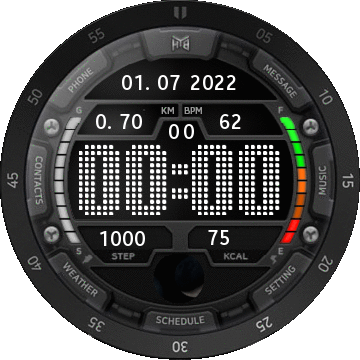 55 05
PHONE MESSAGE
50 10
01. 07 2022
G KM BPM F
0. 70 00 62
45 CONTACTS 00:00 MUSIC 15
1000 75
S STEP KCAL E
40 WEATHER SETTING 20
SCHEDULE
35 30 25